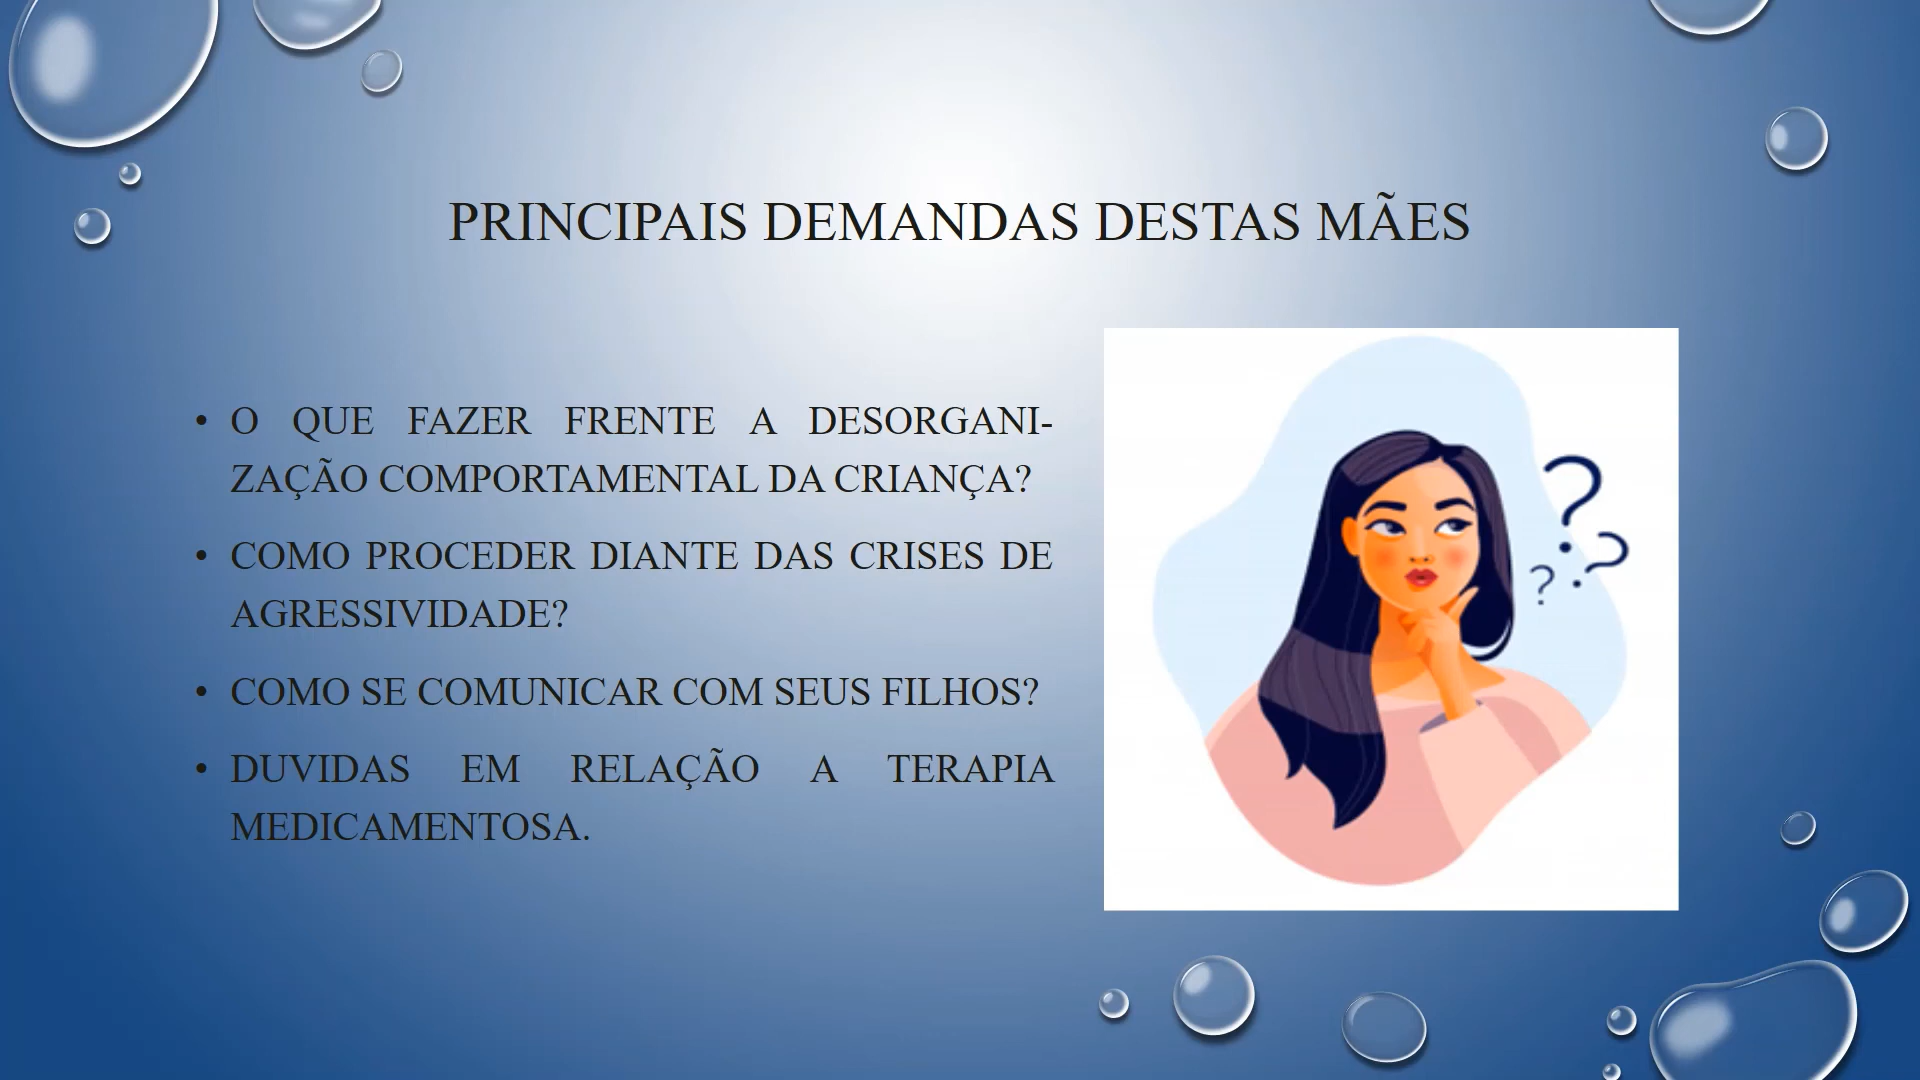 PRINCIPAIS DEMANDAS DESTAS MÃES
• O QUE FAZER FRENTE A DESORGANI-
ZAÇÃO COMPORTAMENTAL DA CRIANÇA?
• COMO PROCEDER DIANTE DAS CRISES DE
AGRESSIVIDADE?
• COMO SE COMUNICAR COM SEUS FILHOS?
• DUVIDAS EM RELAÇÃO A TERAPIA
MEDICAMENTOSA.
? ? ?